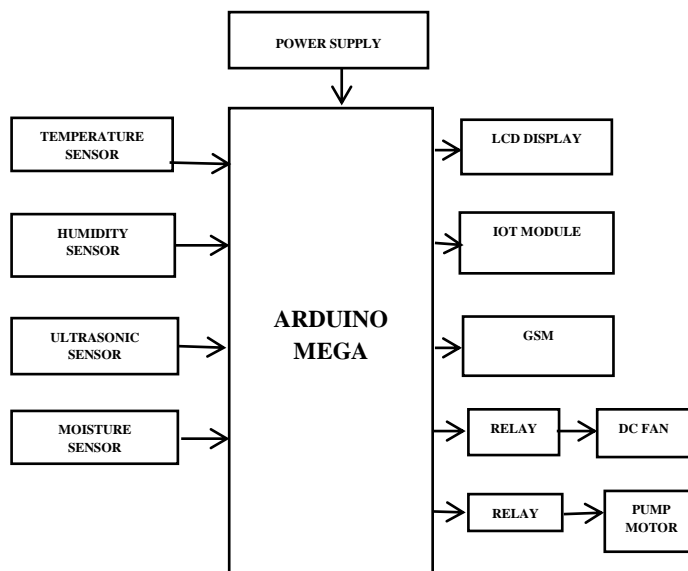 POWER SUPPLY
TEMPERATURE
SENSOR
HUMIDITY
SENSOR
ULTRASONIC
SENSOR
MOISTURE
SENSOR
ARDUINO
MEGA
LCD DISPLAY
IOT MODULE
GSM
RELAY
DC FAN
RELAY
PUMP
MOTOR